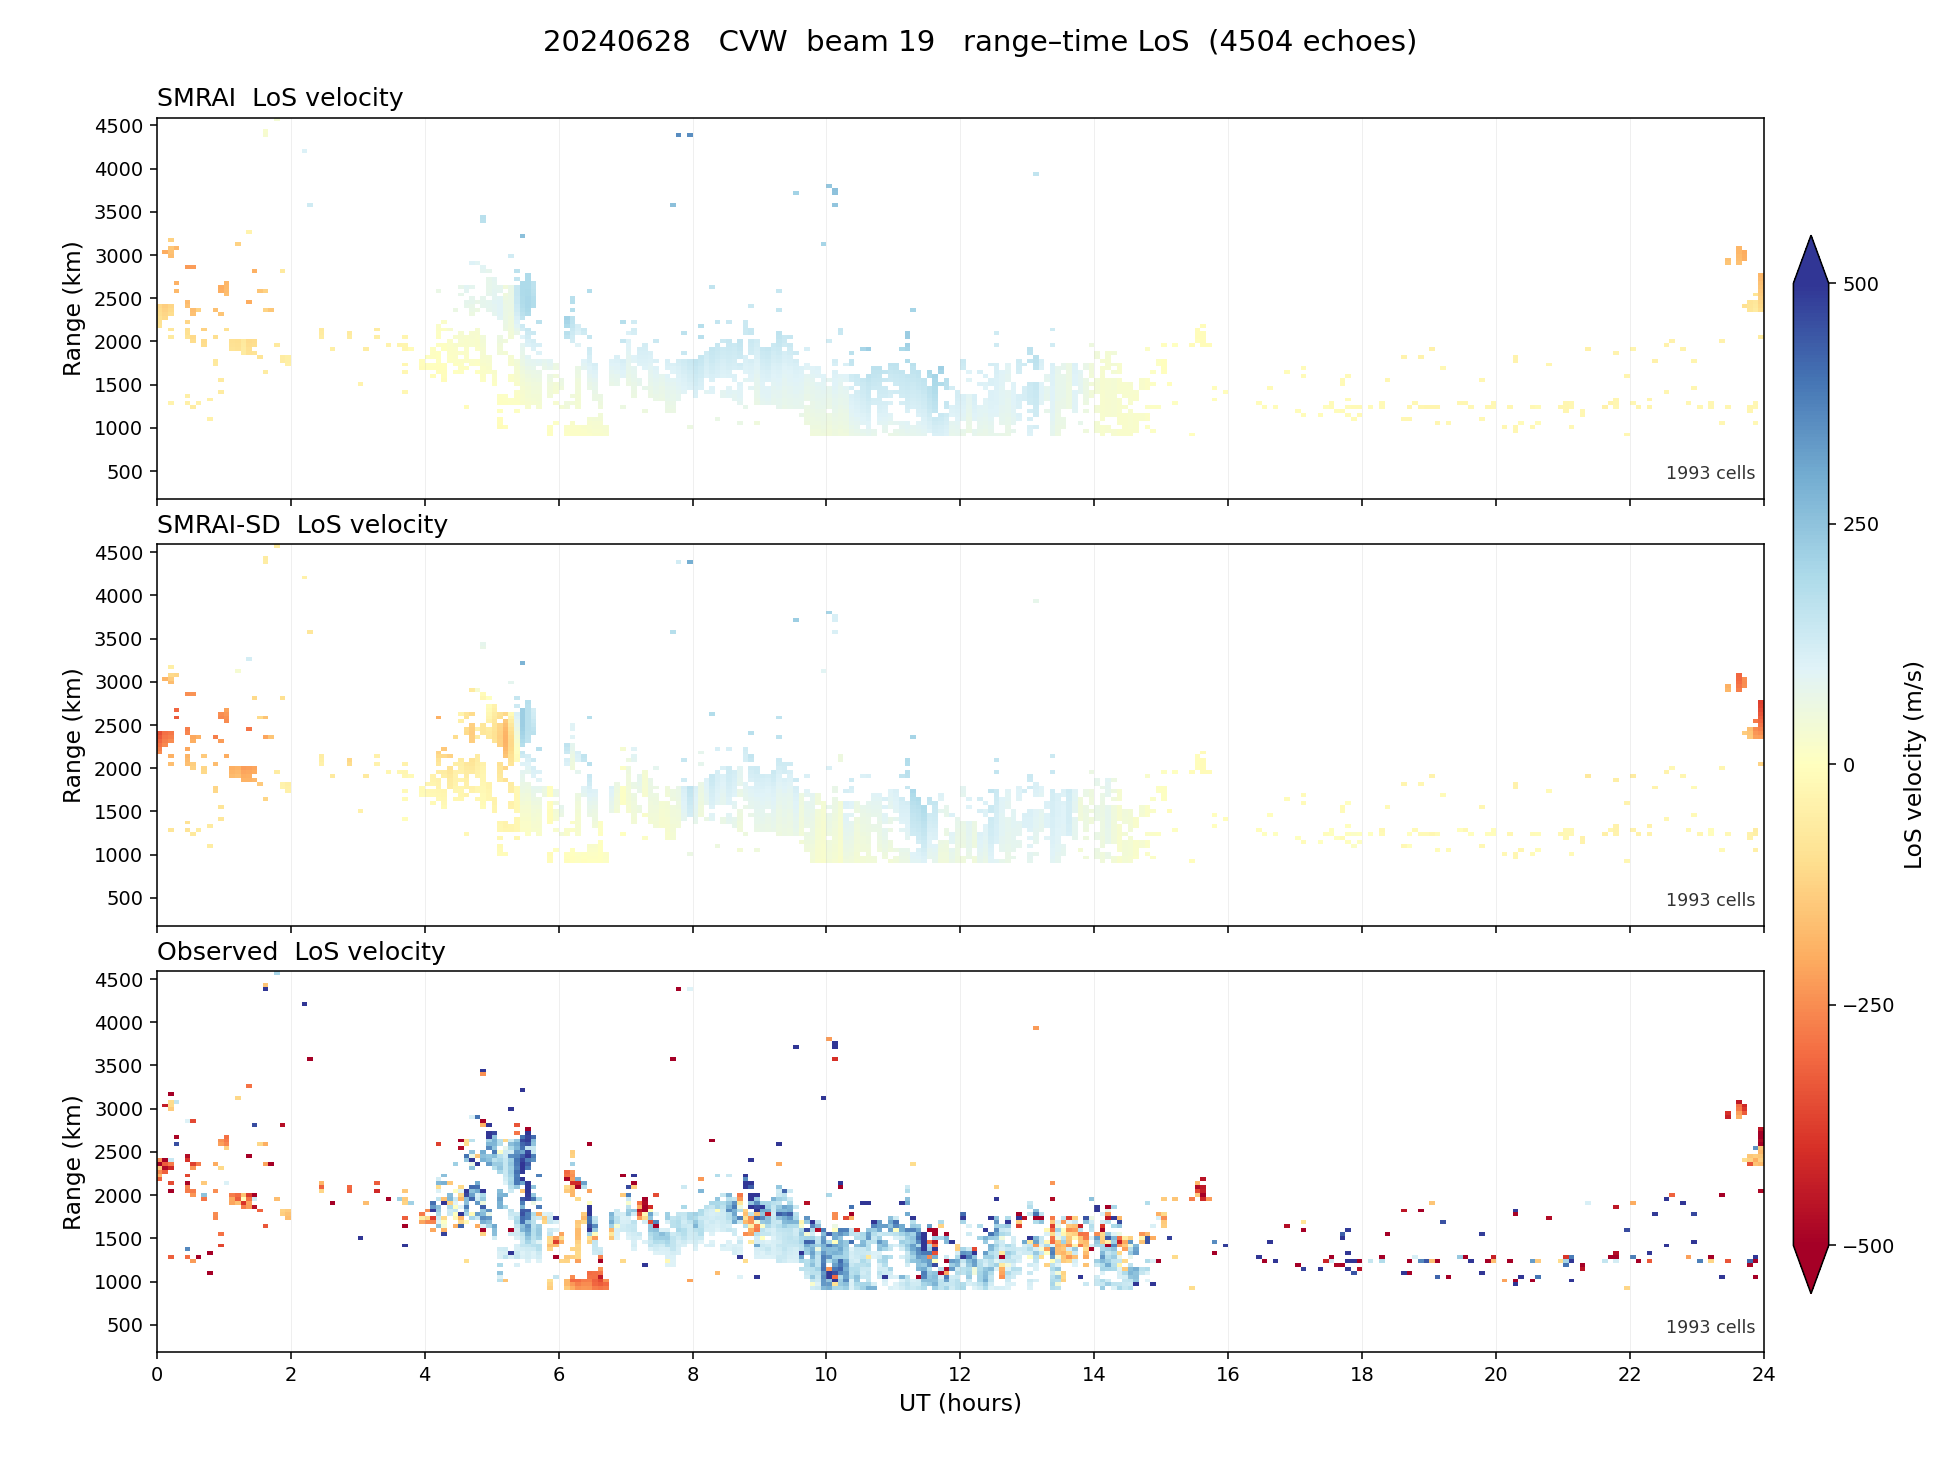 20240628   CVW  beam 19   range–time LoS  (4504 echoes)
SMRAI  LoS velocity
4500
4000
3500
3000
2500
2000
1500
1000
500
Range (km)
1993 cells
SMRAI-SD  LoS velocity
4500
4000
3500
3000
2500
2000
1500
1000
500
Range (km)
1993 cells
Observed  LoS velocity
4500
4000
3500
3000
2500
2000
1500
1000
500
Range (km)
1993 cells
0 2 4 6 8 10 12 14 16 18 20 22 24
UT (hours)
500
250
0
−250
−500
LoS velocity (m/s)